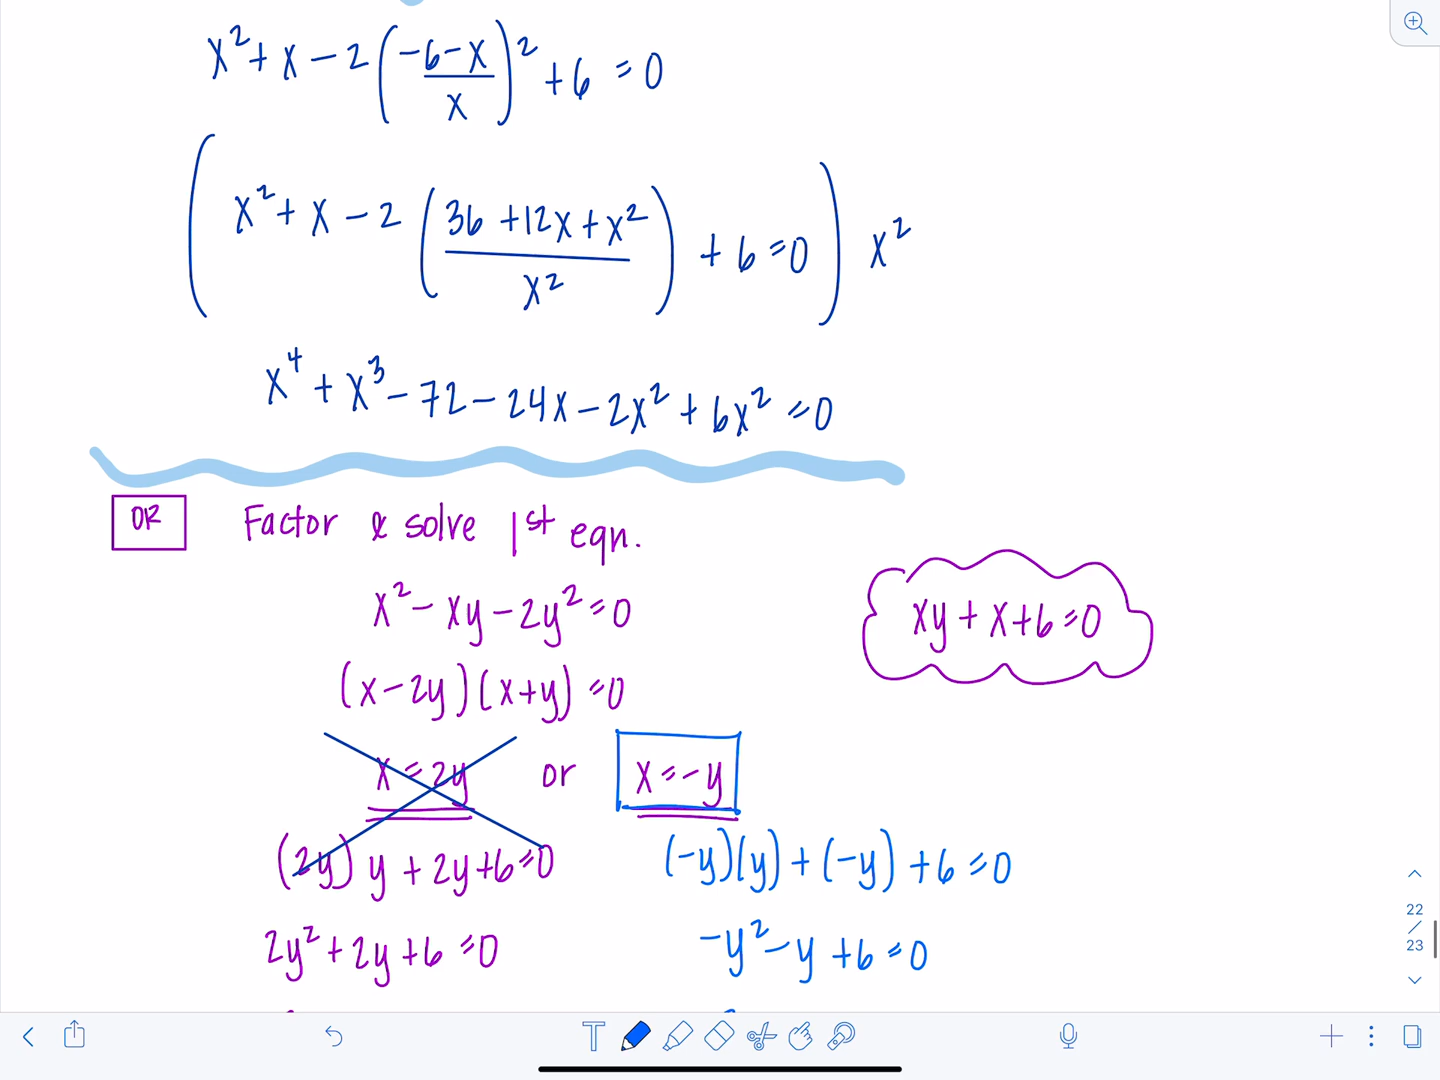 x² + x - 2(-6-x/x)² + 6 = 0
(x² + x - 2(36+12x+x²/x²) + 6 = 0) x²
x⁴ + x³ - 72 - 24x - 2x² + 6x² = 0
OR Factor & solve 1st eqn.
x² - xy - 2y² = 0
xy + x + 6 = 0
(x-2y)(x+y) = 0
x = 2y or x = -y
(2y)y + 2y + 6 = 0
(-y)(y) + (-y) + 6 = 0
2y² + 2y + 6 = 0
-y² - y + 6 = 0
22
/
23
T